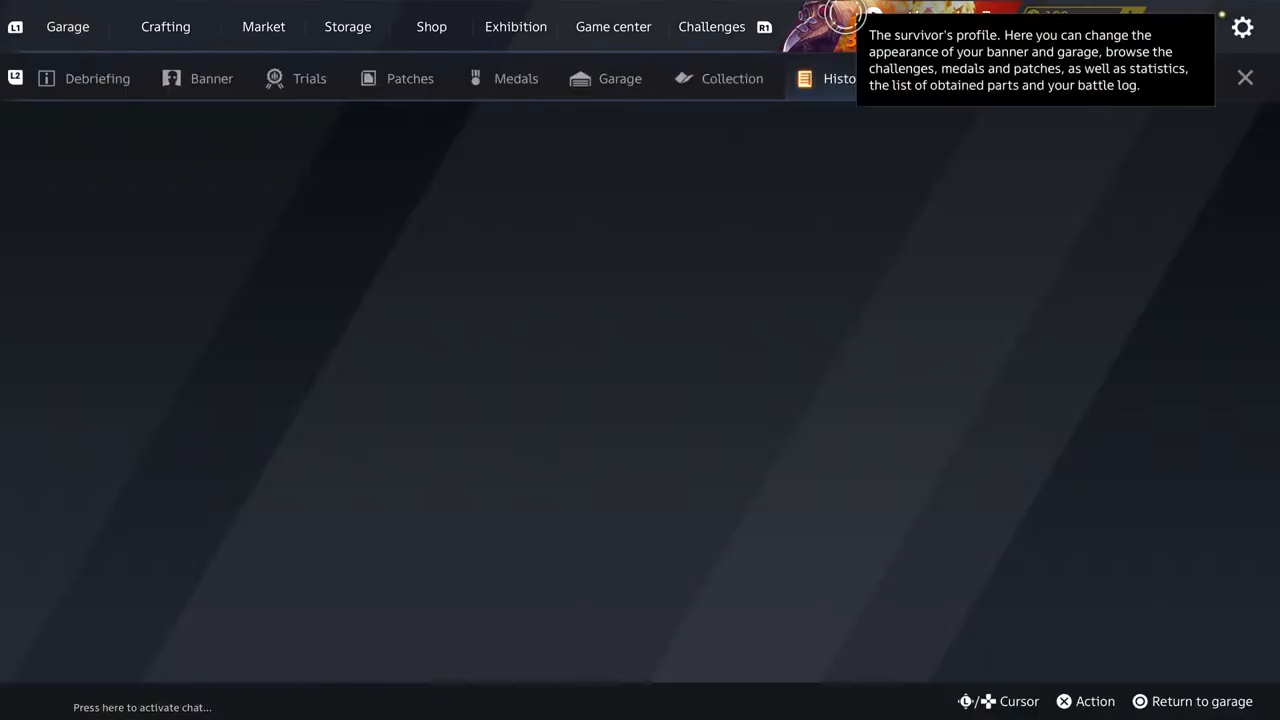 L1 Garage Crafting Market Storage Shop Exhibition Game center Challenges R1
The survivor's profile. Here you can change the
appearance of your banner and garage, browse the
challenges, medals and patches, as well as statistics,
the list of obtained parts and your battle log.
L2 Debriefing Banner Trials Patches Medals Garage Collection Histo
Press here to activate chat...
L Cursor Action Return to garage